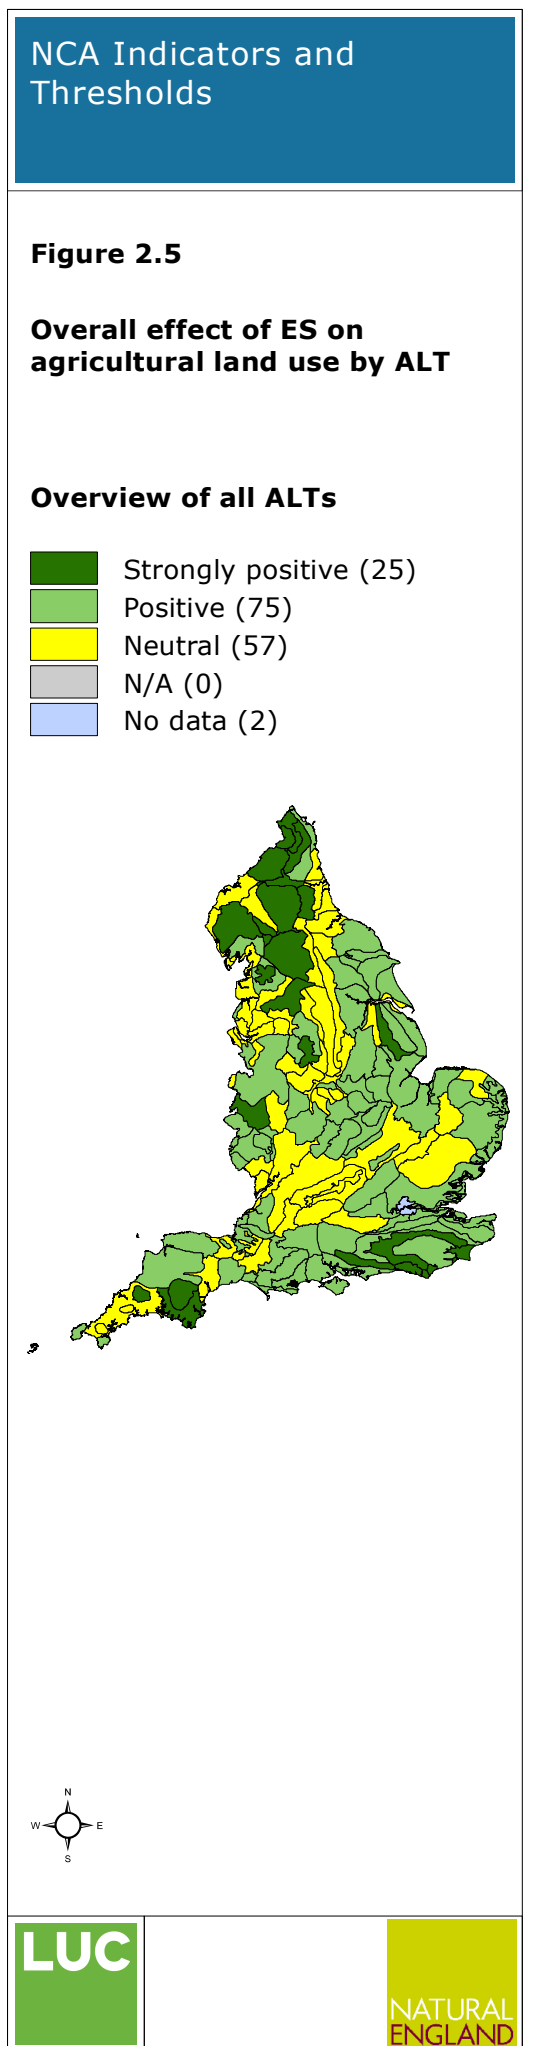 NCA Indicators and
Thresholds
Figure 2.5
Overall effect of ES on
agricultural land use by ALT
Overview of all ALTs
Strongly positive (25)
Positive (75)
Neutral (57)
N/A (0)
No data (2)
N
W
E
S
LUC
NATURAL
ENGLAND